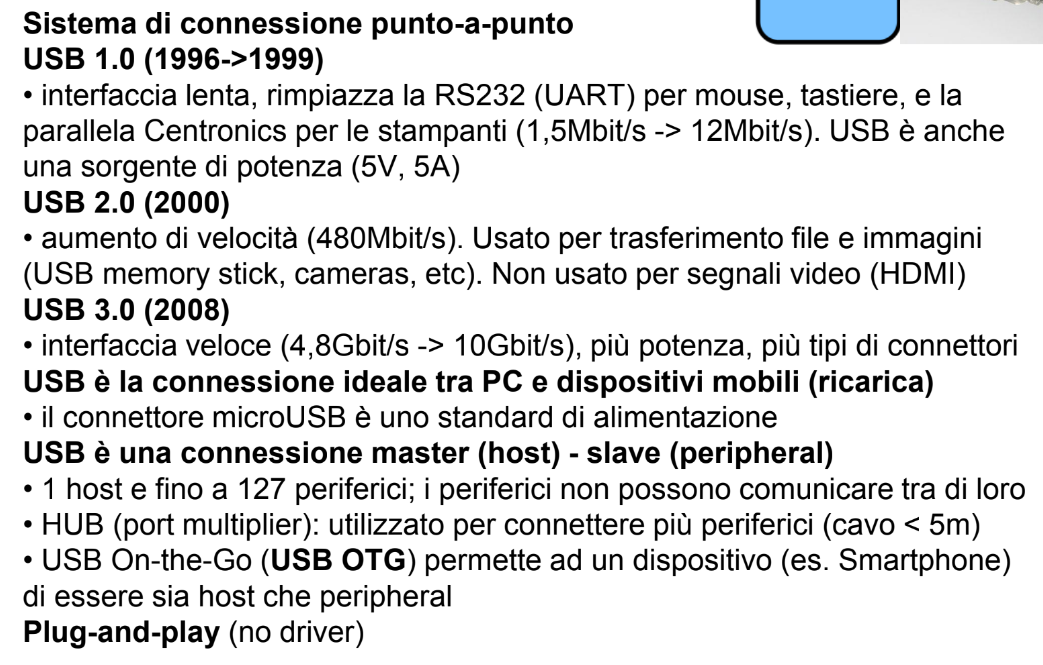 Sistema di connessione punto-a-punto
USB 1.0 (1996->1999)
• interfaccia lenta, rimpiazza la RS232 (UART) per mouse, tastiere, e la
parallela Centronics per le stampanti (1,5Mbit/s -> 12Mbit/s). USB è anche
una sorgente di potenza (5V, 5A)
USB 2.0 (2000)
• aumento di velocità (480Mbit/s). Usato per trasferimento file e immagini
(USB memory stick, cameras, etc). Non usato per segnali video (HDMI)
USB 3.0 (2008)
• interfaccia veloce (4,8Gbit/s -> 10Gbit/s), più potenza, più tipi di connettori
USB è la connessione ideale tra PC e dispositivi mobili (ricarica)
• il connettore microUSB è uno standard di alimentazione
USB è una connessione master (host) - slave (peripheral)
• 1 host e fino a 127 periferici; i periferici non possono comunicare tra di loro
• HUB (port multiplier): utilizzato per connettere più periferici (cavo < 5m)
• USB On-the-Go (USB OTG) permette ad un dispositivo (es. Smartphone)
di essere sia host che peripheral
Plug-and-play (no driver)